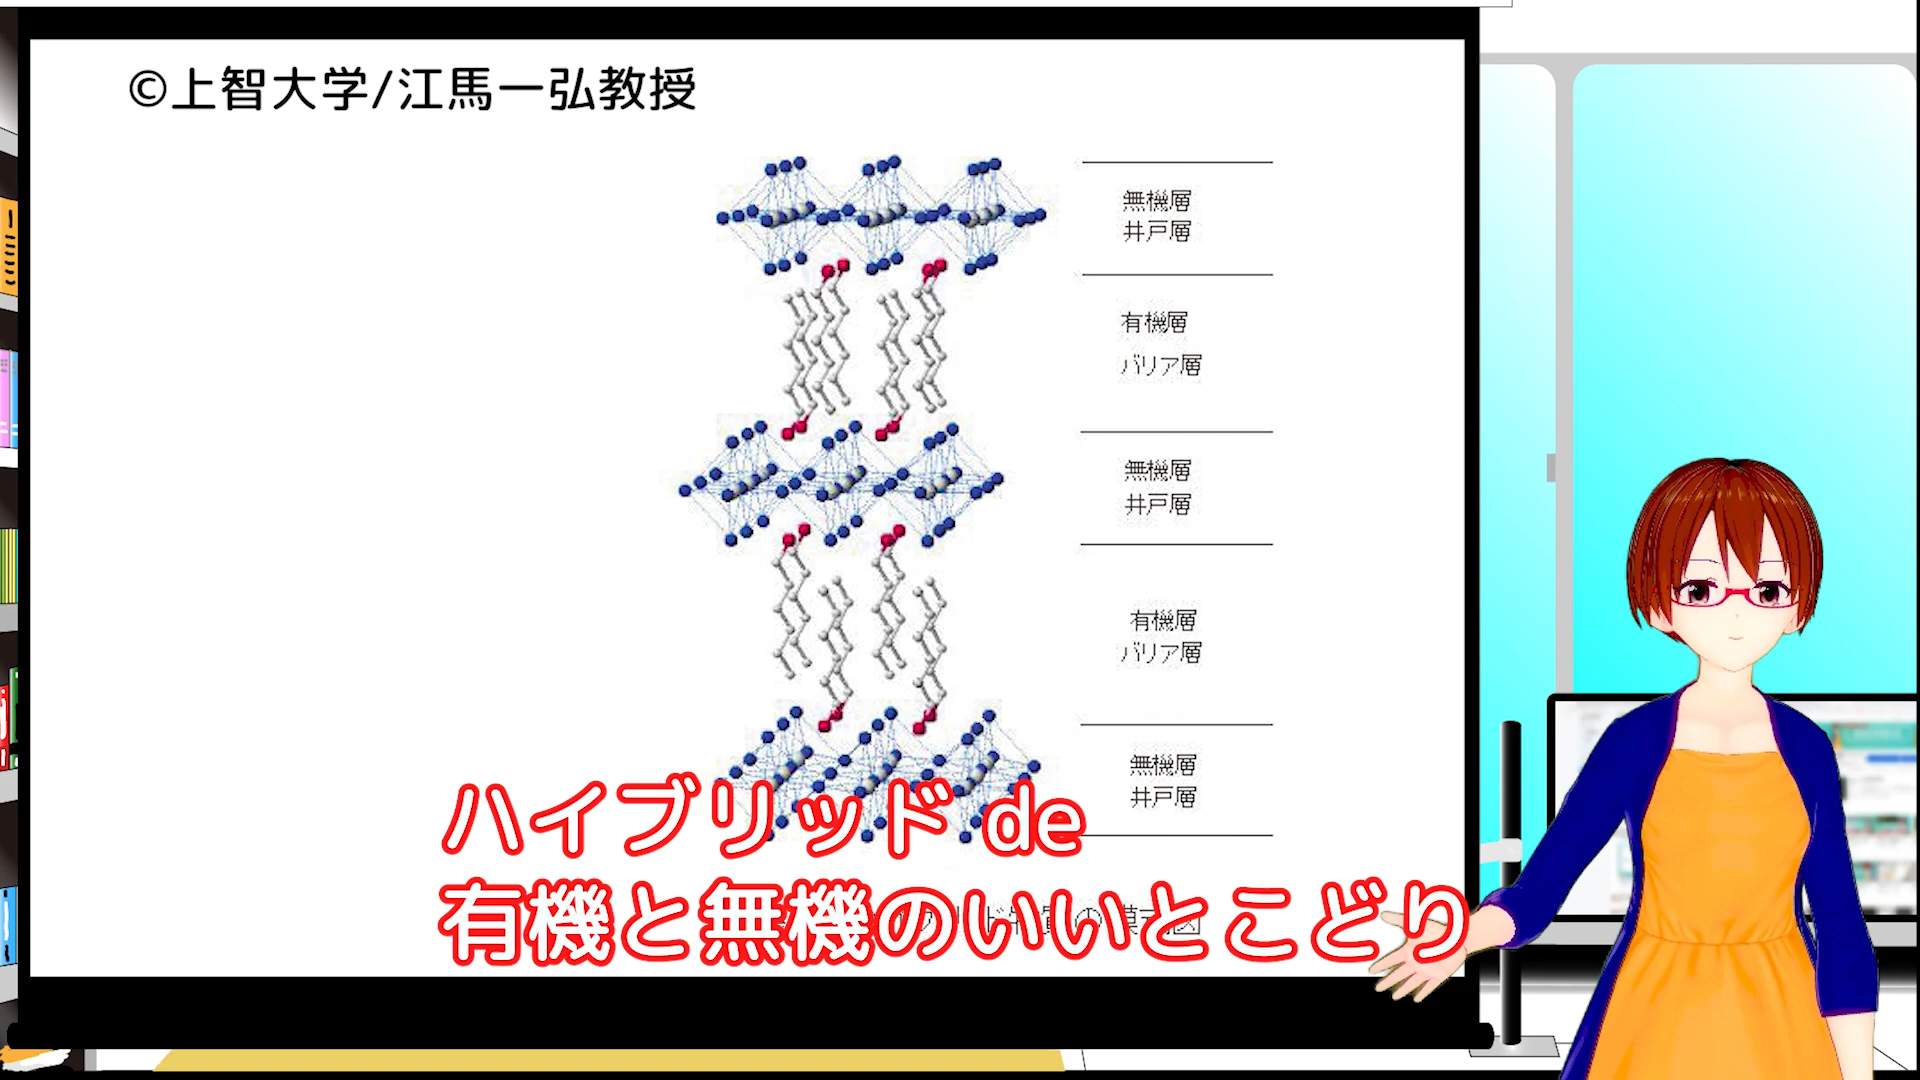 ©上智大学/江馬一弘教授
無機層
井戸層
有機層
バリア層
無機層
井戸層
有機層
バリア層
無機層
井戸層
ハイブリッド de
有機と無機のいいとこどり